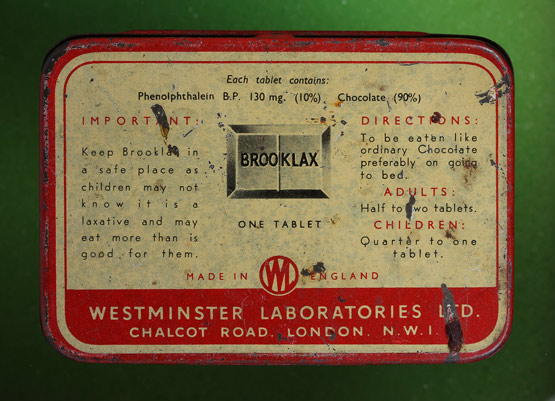 Each tablet contains:
Phenolphthalein B.P. 130 mg. (10%) Chocolate (90%)
IMPORTANT:
Keep Brooklax in
a safe place as
children may not
know it is a
laxative and may
eat more than is
good for them.
BROOKLAX
ONE TABLET
DIRECTIONS:
To be eaten like
ordinary Chocolate
preferably on going
to bed.
ADULTS:
Half to two tablets.
CHILDREN:
Quarter to one
tablet.
MADE IN WL ENGLAND
WESTMINSTER LABORATORIES LTD.
CHALCOT ROAD, LONDON. N.W.1.